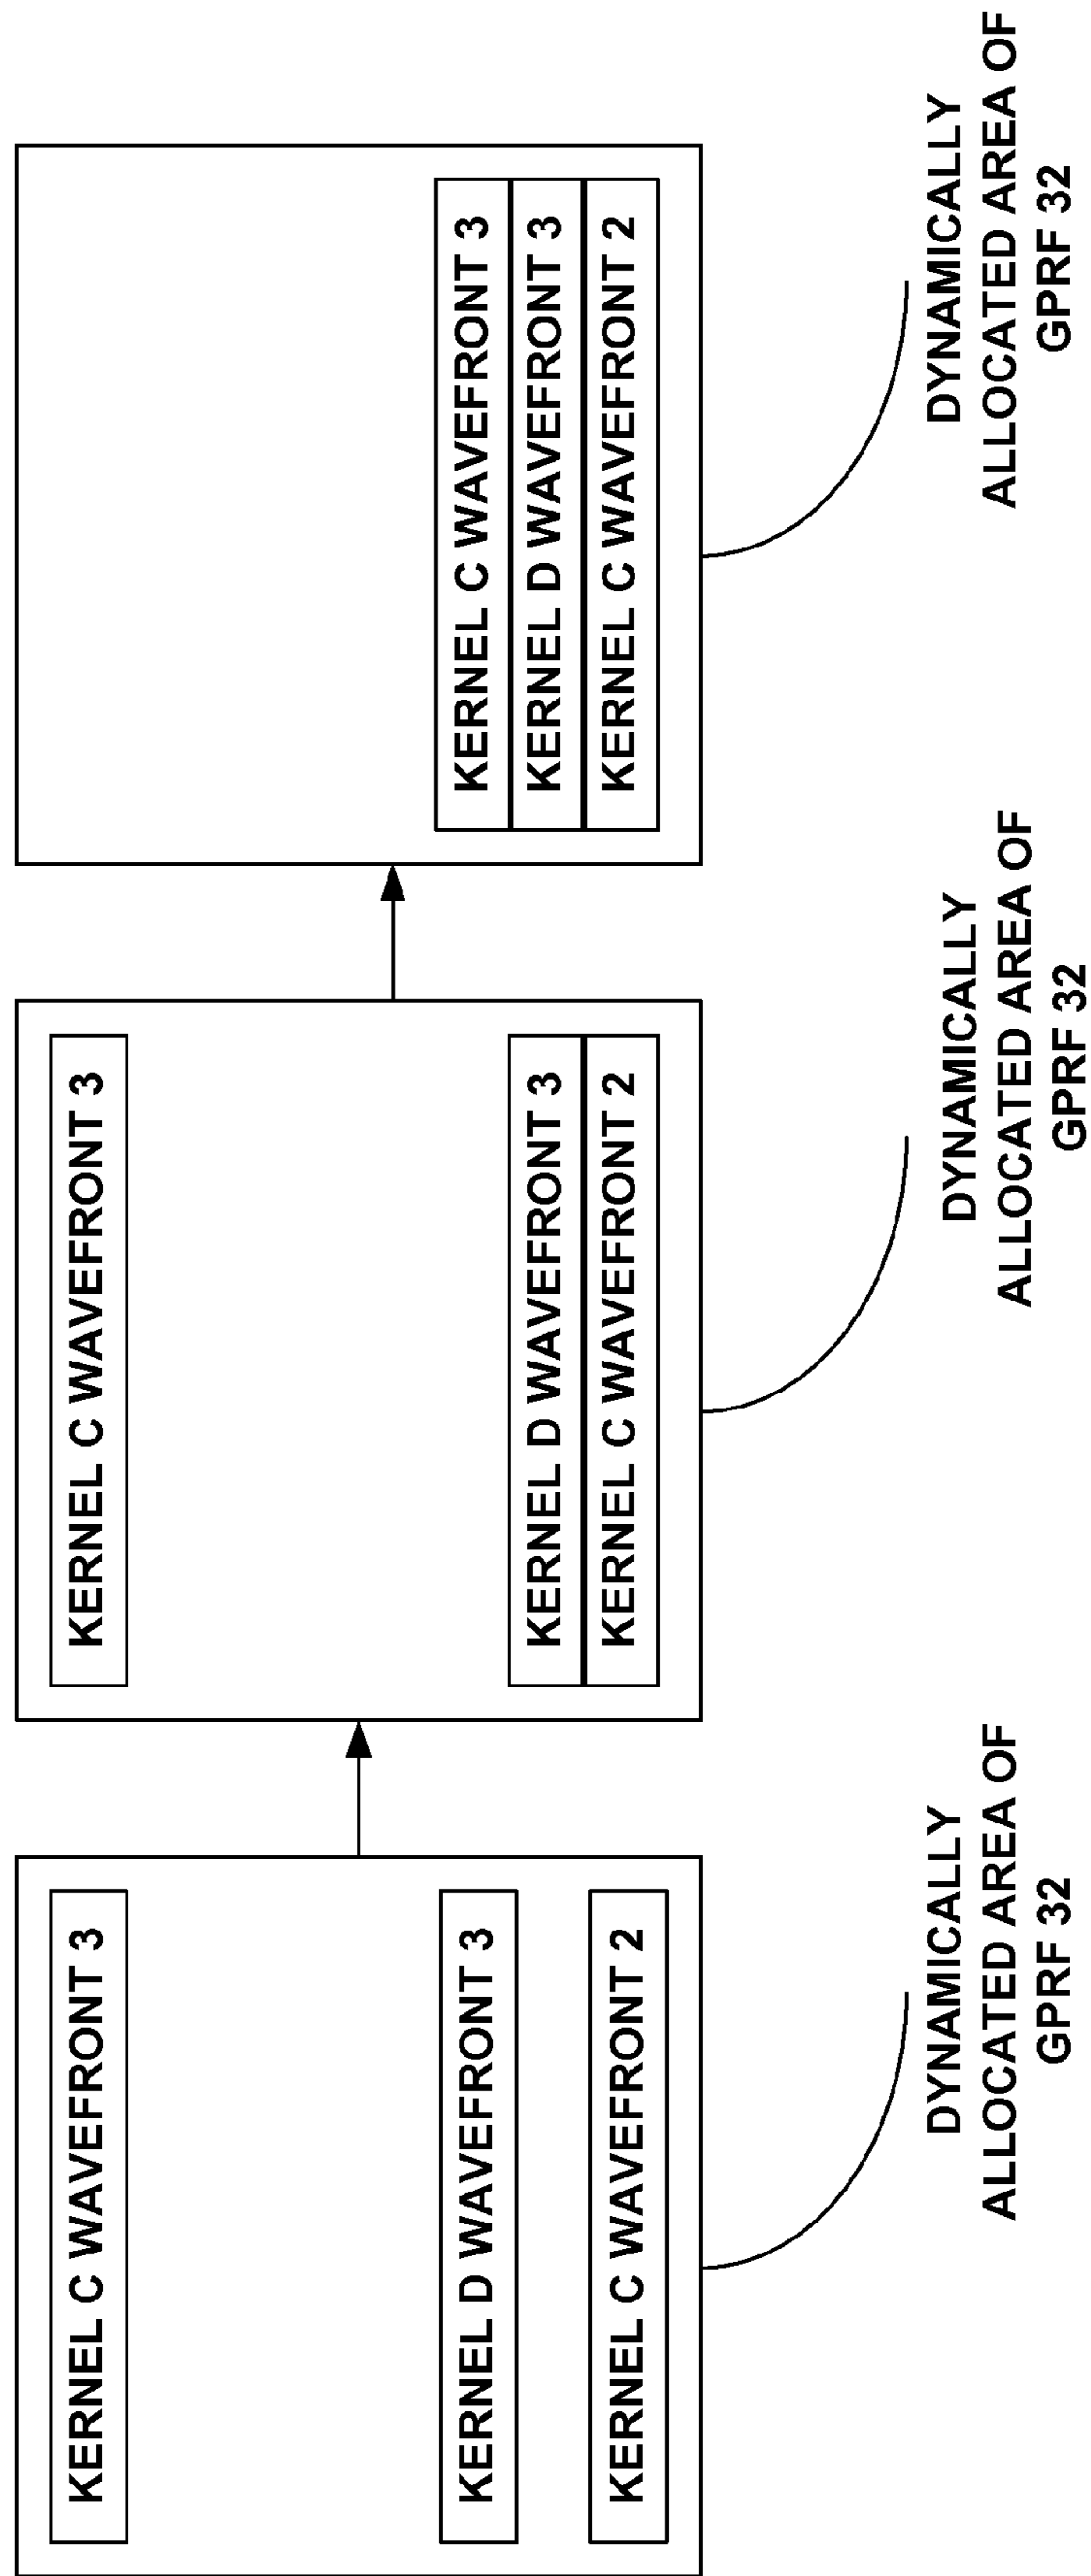 KERNEL C WAVEFRONT 3
KERNEL D WAVEFRONT 3
KERNEL C WAVEFRONT 2
DYNAMICALLY
ALLOCATED AREA OF
GPRF 32
KERNEL C WAVEFRONT 3
KERNEL D WAVEFRONT 3
KERNEL C WAVEFRONT 2
DYNAMICALLY
ALLOCATED AREA OF
GPRF 32
KERNEL C WAVEFRONT 3
KERNEL D WAVEFRONT 3
KERNEL C WAVEFRONT 2
DYNAMICALLY
ALLOCATED AREA OF
GPRF 32